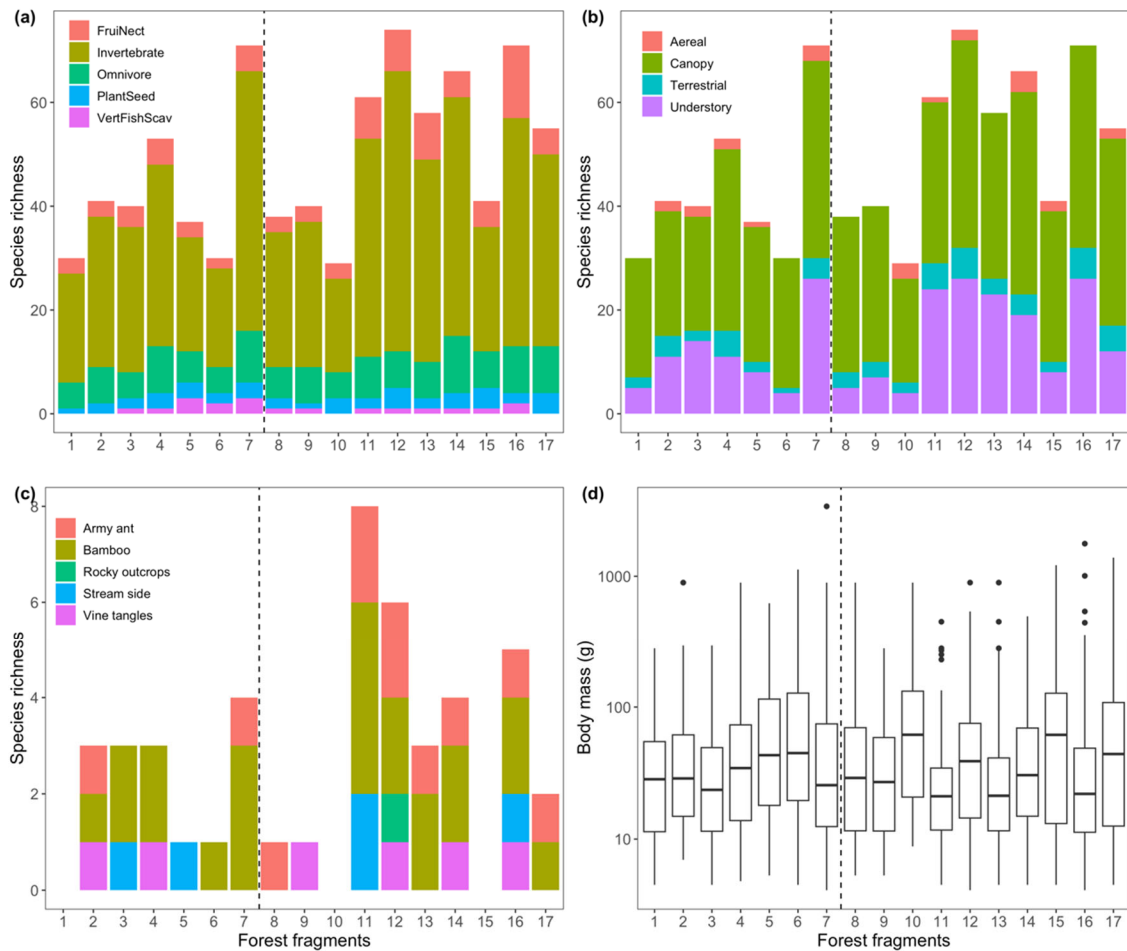 (a)
FruiNect
Invertebrate
Omnivore
PlantSeed
VertFishScav
Species richness
60
40
20
0
1 2 3 4 5 6 7 8 9 10 11 12 13 14 15 16 17
(b)
Aereal
Canopy
Terrestrial
Understory
Species richness
60
40
20
0
1 2 3 4 5 6 7 8 9 10 11 12 13 14 15 16 17
(c)
Army ant
Bamboo
Rocky outcrops
Stream side
Vine tangles
Species richness
8
6
4
2
0
1 2 3 4 5 6 7 8 9 10 11 12 13 14 15 16 17
Forest fragments
(d)
Body mass (g)
1000
100
10
1 2 3 4 5 6 7 8 9 10 11 12 13 14 15 16 17
Forest fragments